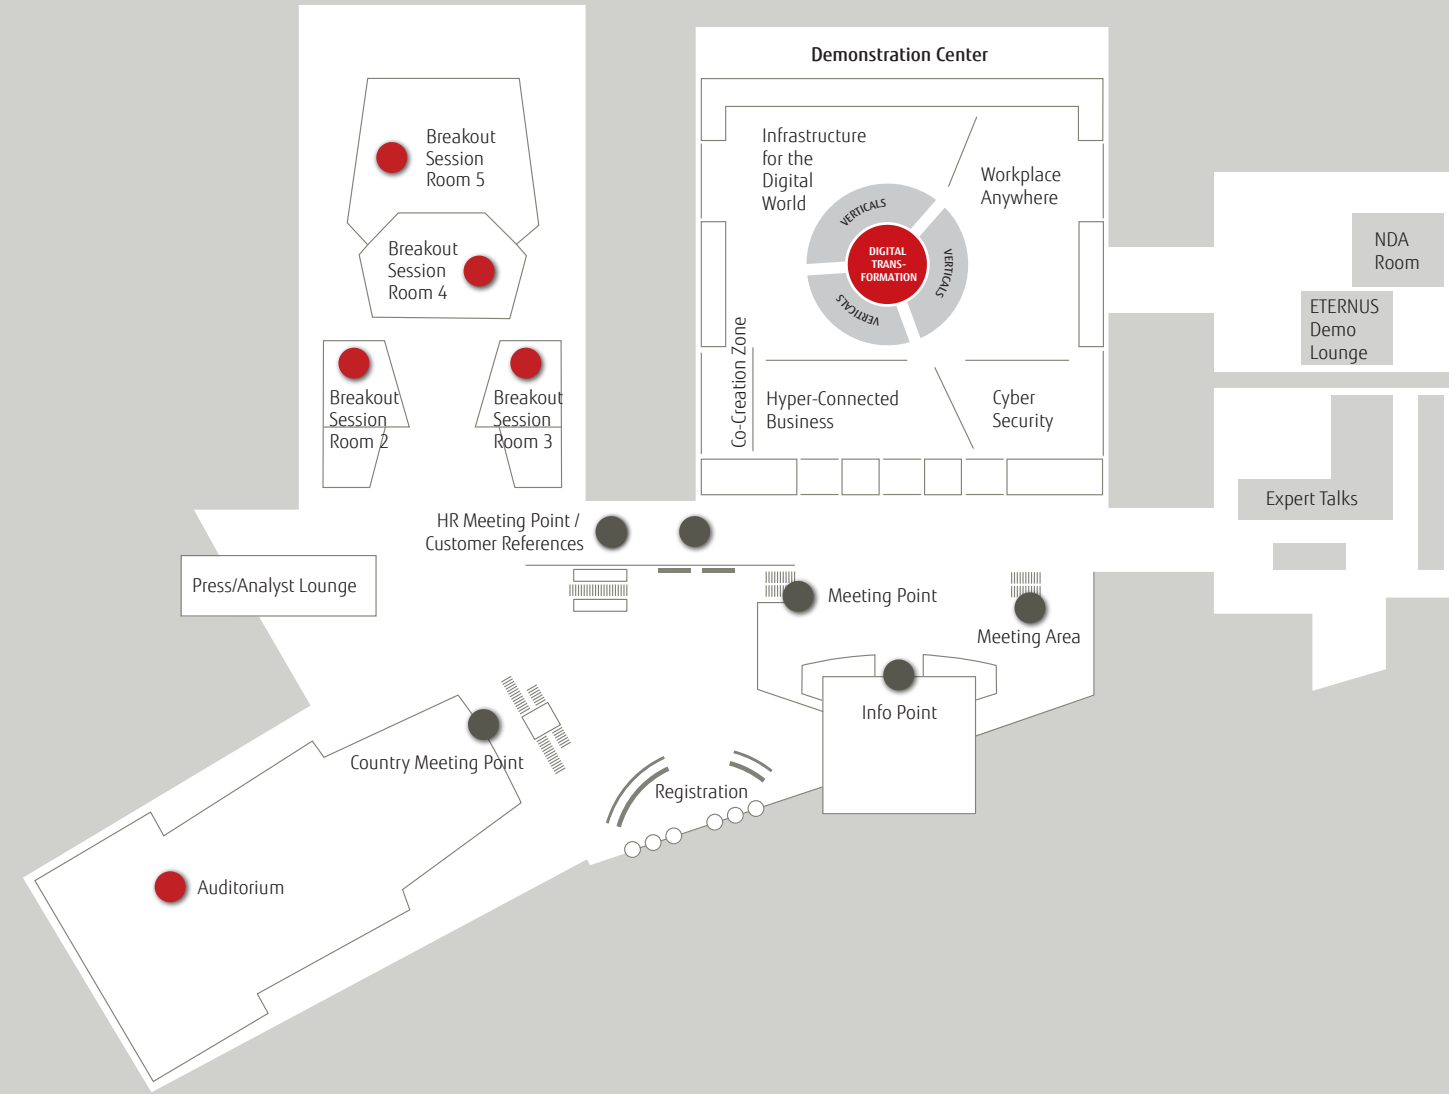 Demonstration Center
Breakout
Session
Room 5
Infrastructure
for the
Digital
World
Workplace
Anywhere
VERTICALS
VERTICALS
VERTICALS
DIGITAL
TRANS-
FORMATION
NDA
Room
Breakout
Session
Room 4
ETERNUS
Demo
Lounge
Co-Creation Zone
Breakout
Session
Room 2
Breakout
Session
Room 3
Hyper-Connected
Business
Cyber
Security
Expert Talks
HR Meeting Point /
Customer References
Press/Analyst Lounge
Meeting Point
Meeting Area
Info Point
Country Meeting Point
Registration
Auditorium